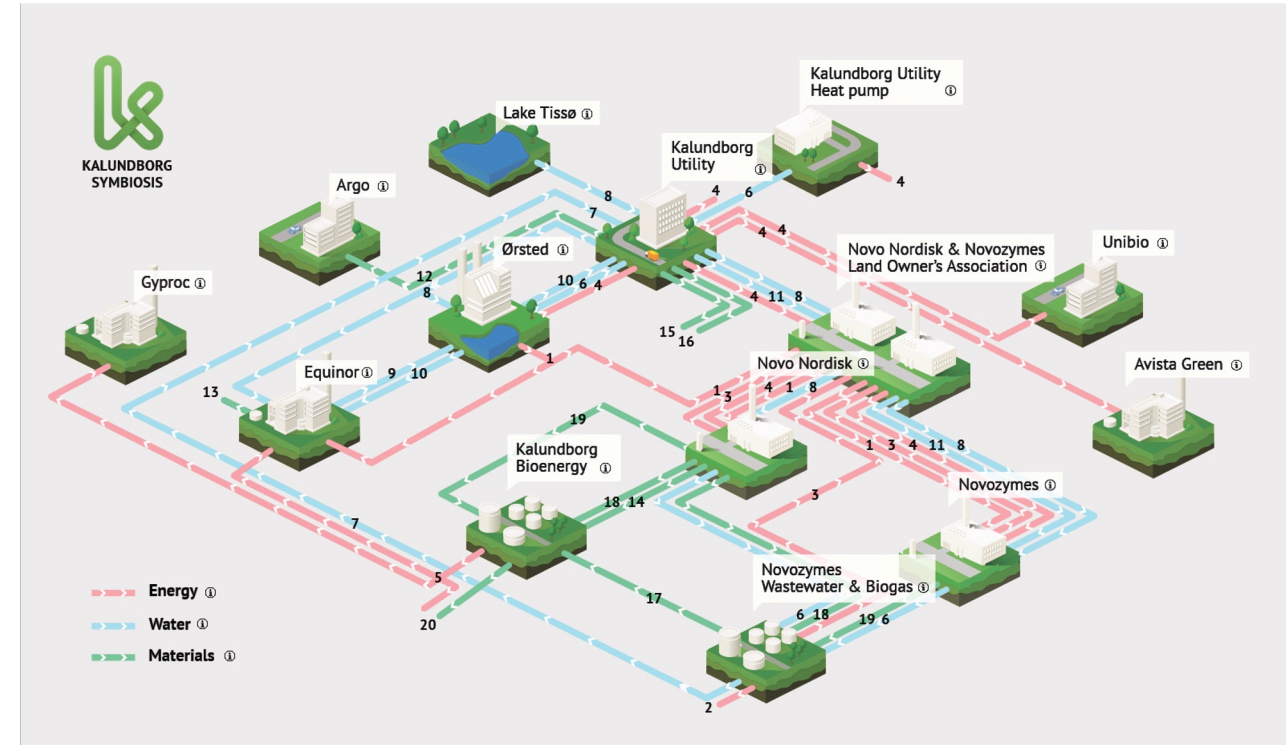 Kalundborg Utility
Heat pump
Lake Tissø
KALUNDBORG
SYMBIOSIS
Kalundborg
Utility
Argo
4
4
6
8
7
4
4
Novo Nordisk & Novozymes
Land Owner's Association
Unibio
Ørsted
Gyproc
12
8
10 6 4
4 11 8
15
16
Novo Nordisk
Avista Green
1
Equinor
9 10
13
1
3
4 1 8
19
Kalundborg
Bioenergy
1 3 4 11 8
Novozymes
18 14
3
7
5
Novozymes
Wastewater & Biogas
Energy
17
6 18
19 6
20
Water
Materials
2